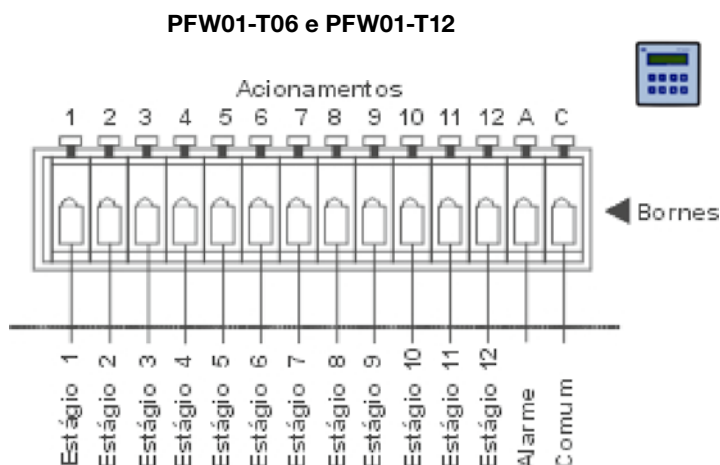 PFW01-T06 e PFW01-T12
Acionamentos
1 2 3 4 5 6 7 8 9 10 11 12 A C
Bornes
Estágio 1
Estágio 2
Estágio 3
Estágio 4
Estágio 5
Estágio 6
Estágio 7
Estágio 8
Estágio 9
Estágio 10
Estágio 11
Estágio 12
Alarme
Comum